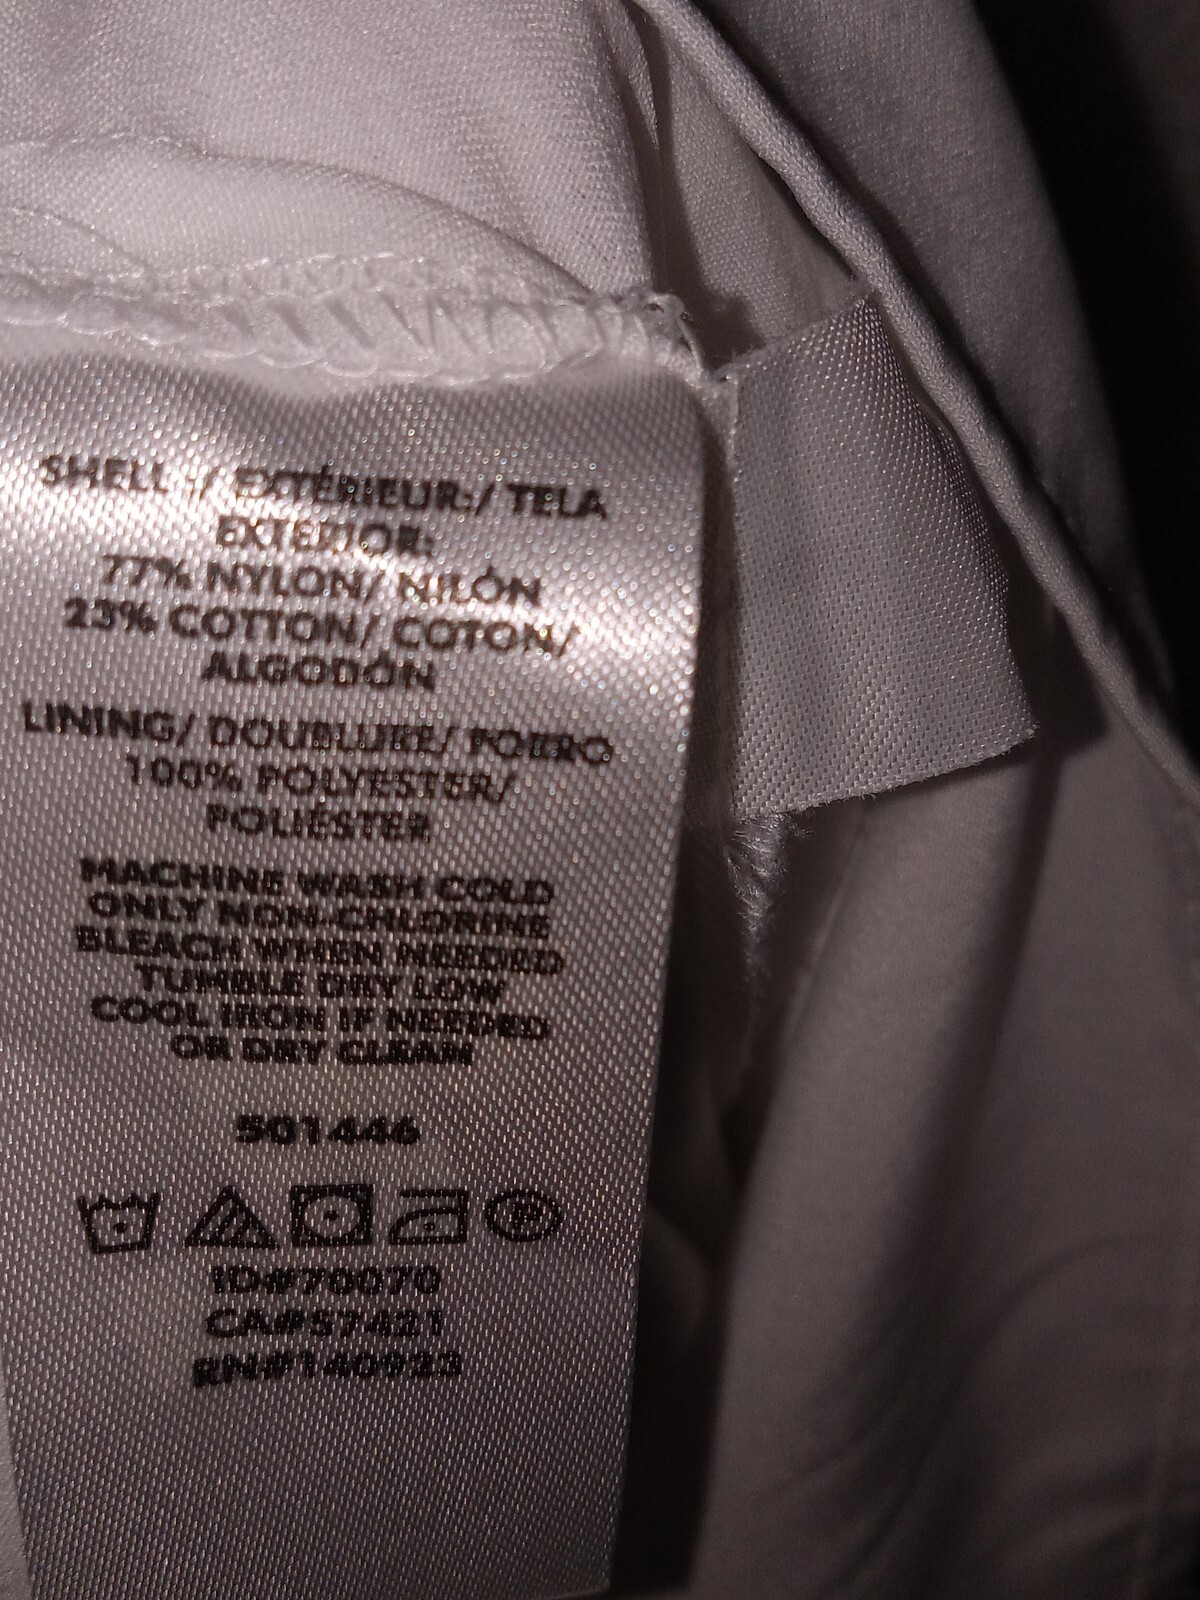 SHELL:/ EXTÉRIEUR:/ TELA
EXTERIOR:
77% NYLON/ NILÓN
23% COTTON/ COTON/
ALGODÓN
LINING/ DOUBLURE/ FORRO
100% POLYESTER/
POLIÉSTER
MACHINE WASH COLD
ONLY NON-CHLORINE
BLEACH WHEN NEEDED
TUMBLE DRY LOW
COOL IRON IF NEEDED
OR DRY CLEAN
501446
P
ID#70070
CA#57421
RN#140923